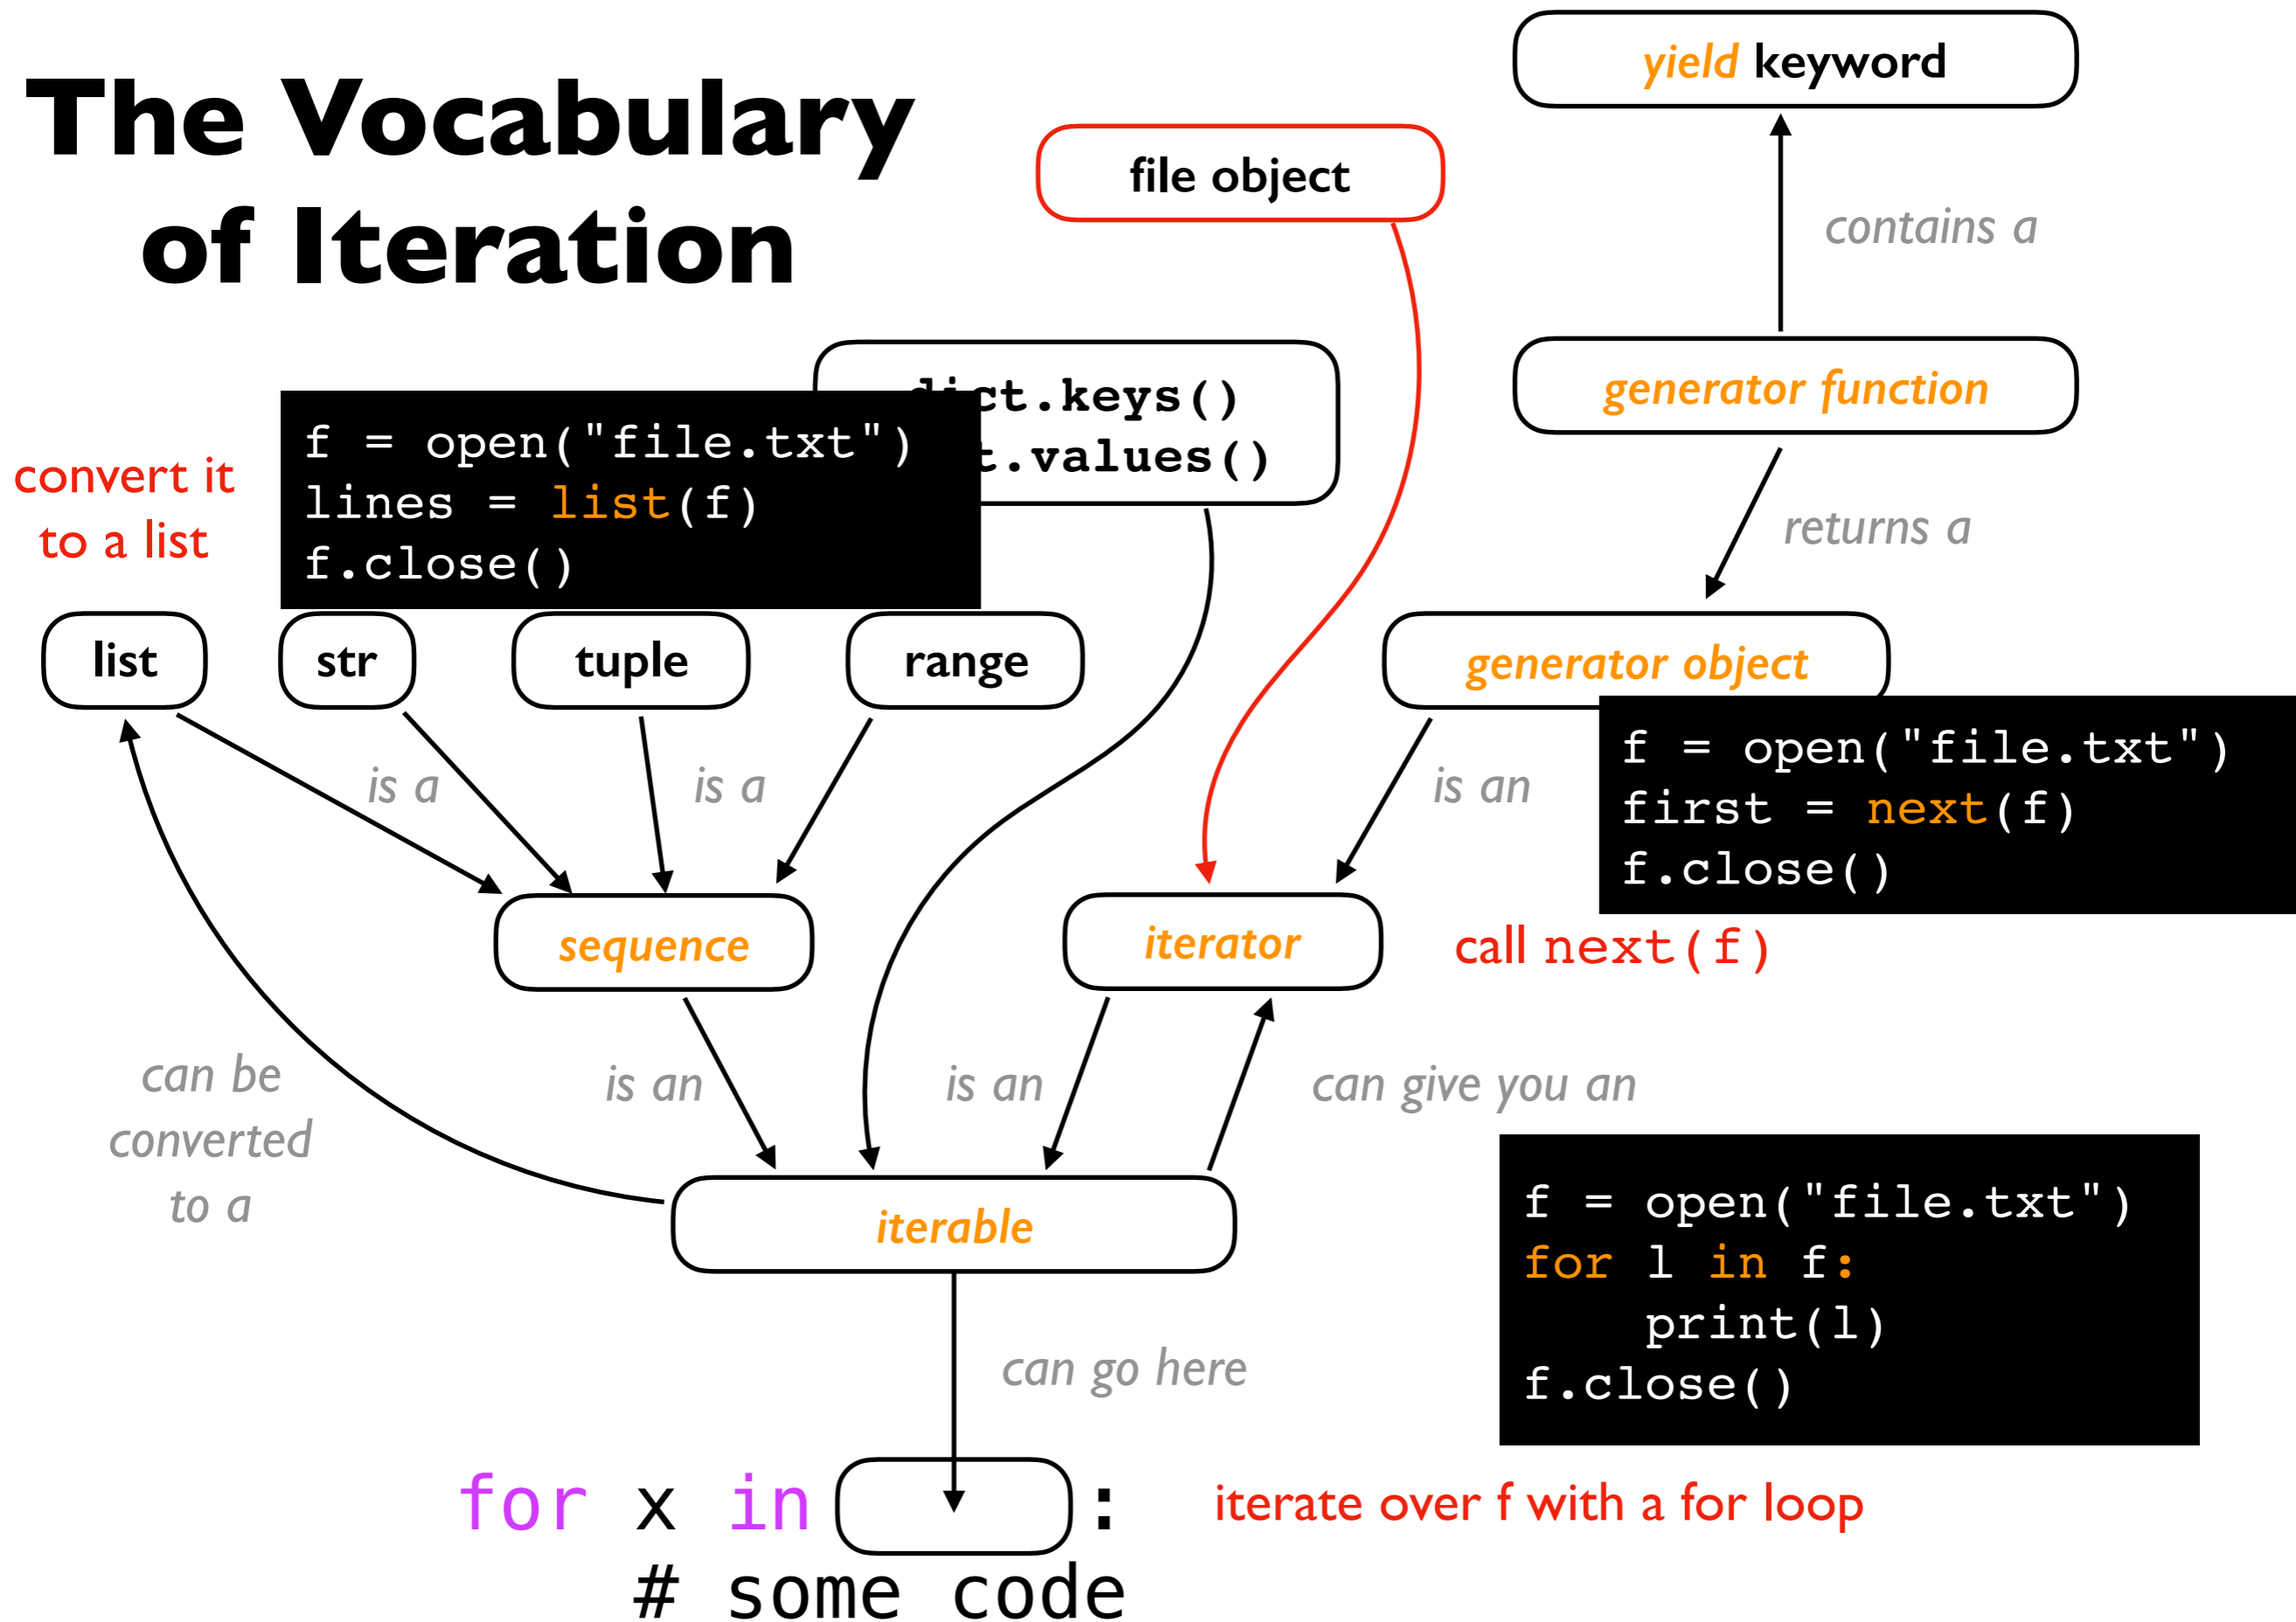 The Vocabulary
of Iteration
yield keyword
file object
contains a
generator function
.keys()
.values()
convert it
to a list
f = open("file.txt")
lines = list(f)
f.close()
returns a
list
str
tuple
range
generator object
is a
is a
is an
f = open("file.txt")
first = next(f)
f.close()
sequence
iterator
call next(f)
can be
converted
to a
is an
is an
can give you an
iterable
f = open("file.txt")
for l in f:
    print(l)
f.close()
can go here
for x in :
    # some code
iterate over f with a for loop